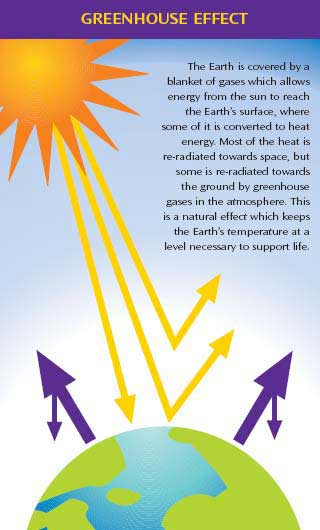 GREENHOUSE EFFECT
The Earth is covered by a
blanket of gases which allows
energy from the sun to reach
the Earth's surface, where
some of it is converted to heat
energy. Most of the heat is
re-radiated towards space, but
some is re-radiated towards
the ground by greenhouse
gases in the atmosphere. This
is a natural effect which keeps
the Earth's temperature at a
level necessary to support life.